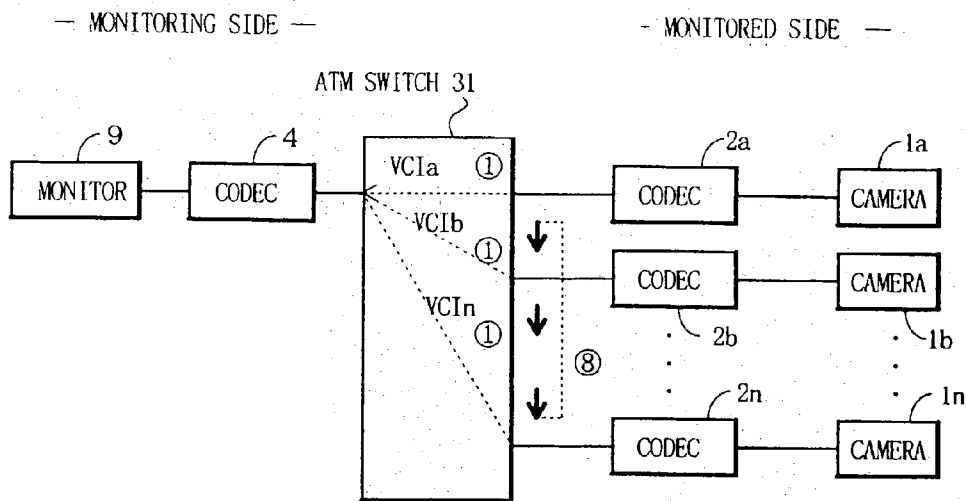 — MONITORING SIDE —
- MONITORED SIDE —
ATM SWITCH 31
9
4
2a
1a
MONITOR
CODEC
VCIa
①
CODEC
CAMERA
VCIb
①
CODEC
CAMERA
VCIn
①
2b
1b
⑧
2n
1n
CODEC
CAMERA